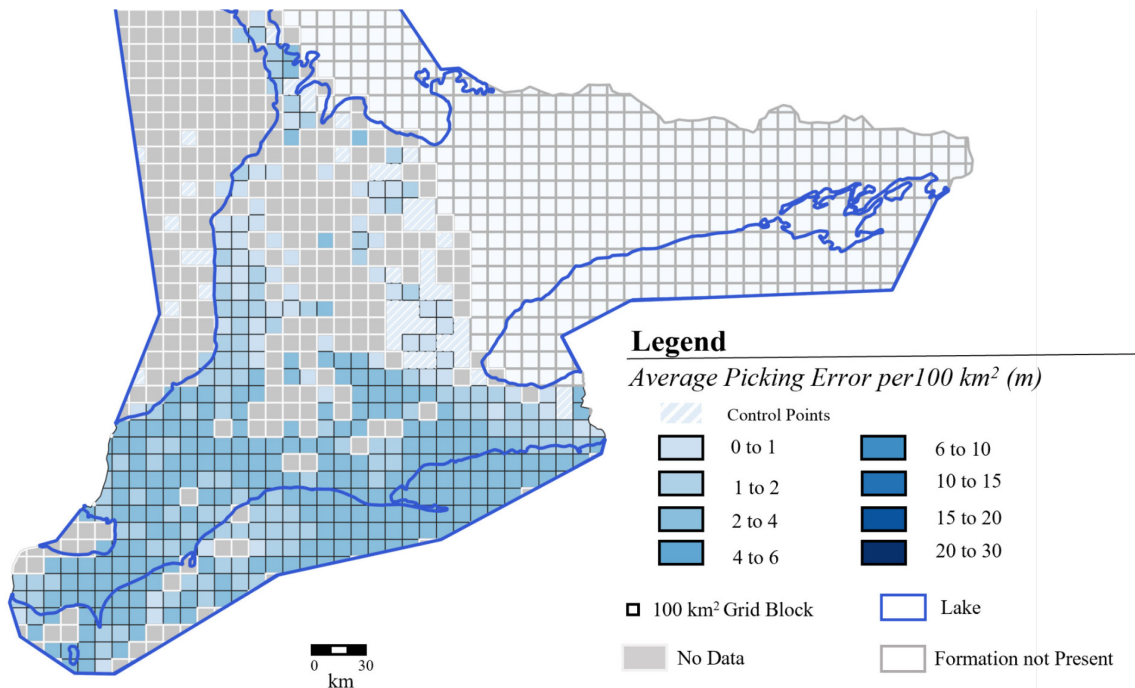 Legend
Average Picking Error per100 km² (m)
Control Points
0 to 1
1 to 2
2 to 4
4 to 6
6 to 10
10 to 15
15 to 20
20 to 30
100 km² Grid Block
Lake
No Data
Formation not Present
0 30
km